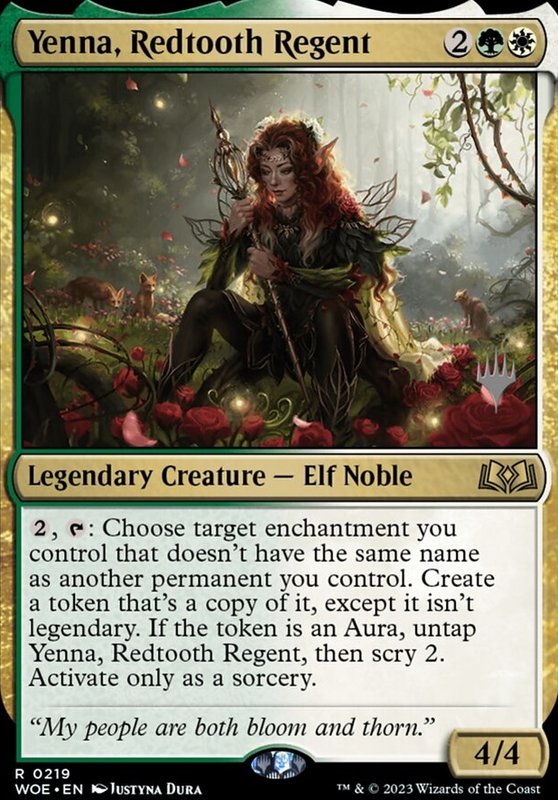 Yenna, Redtooth Regent 2
Legendary Creature — Elf Noble
2, : Choose target enchantment you
control that doesn’t have the same name
as another permanent you control. Create
a token that’s a copy of it, except it isn’t
legendary. If the token is an Aura, untap
Yenna, Redtooth Regent, then scry 2.
Activate only as a sorcery.
“My people are both bloom and thorn.”
4/4
R 0219
WOE • EN Justyna Dura
™ & © 2023 Wizards of the Coast